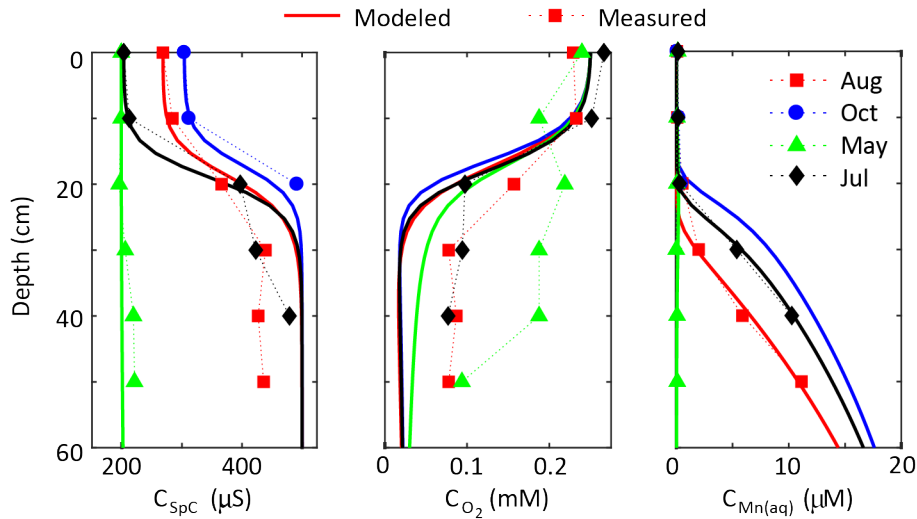 Modeled
Measured
Depth (cm)
0
20
40
60
200
400
C_SpC (μS)
0
0.1
0.2
C_O2 (mM)
0
10
20
C_Mn(aq) (μM)
Aug
Oct
May
Jul